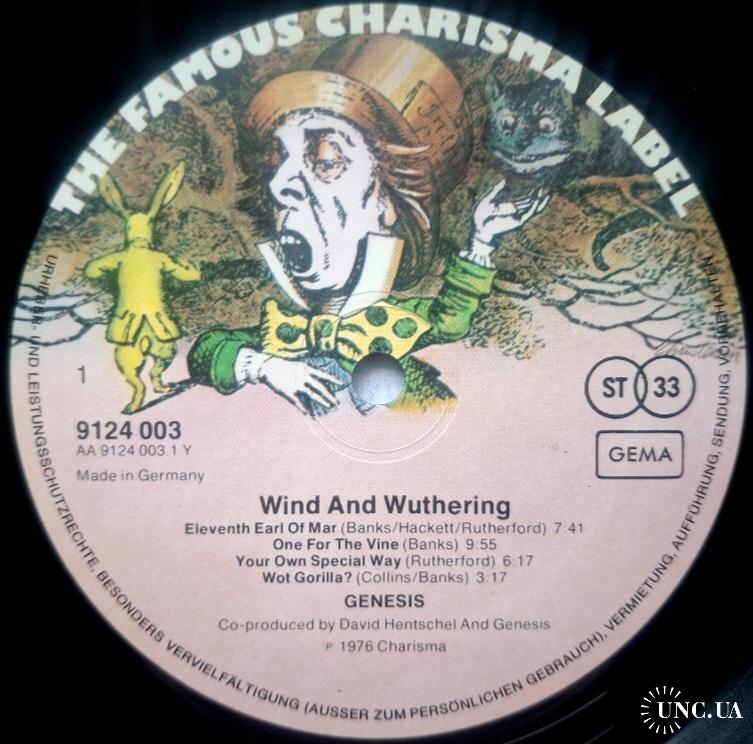 THE FAMOUS CHARISMA LABEL
1
9124 003
AA 9124 003.1 Y
Made in Germany
ST 33
GEMA
Wind And Wuthering
Eleventh Earl Of Mar (Banks/Hackett/Rutherford) 7:41
One For The Vine (Banks) 9:55
Your Own Special Way (Rutherford) 6:17
Wot Gorilla? (Collins/Banks) 3:17
GENESIS
Co-produced by David Hentschel And Genesis
℗ 1976 Charisma
URHEBER- UND LEISTUNGSSCHUTZRECHTE, BESONDERS VERVIELFÄLTIGUNG (AUSSER ZUM PERSÖNLICHEN GEBRAUCH), VERMIETUNG, AUFFÜHRUNG, SENDUNG, VORBEHALTEN
UNC.UA